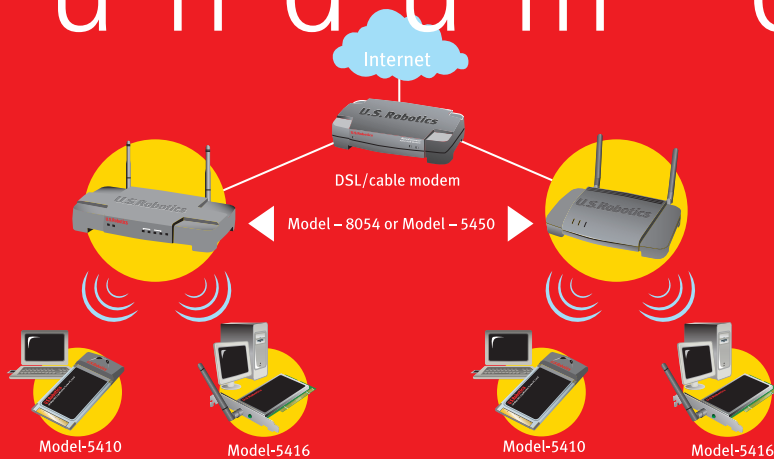 Internet
U.S. Robotics
DSL/cable modem
U.S.Robotics
U.S.Robotics
Model – 8054 or Model – 5450
Model-5410
Model-5416
Model-5410
Model-5416